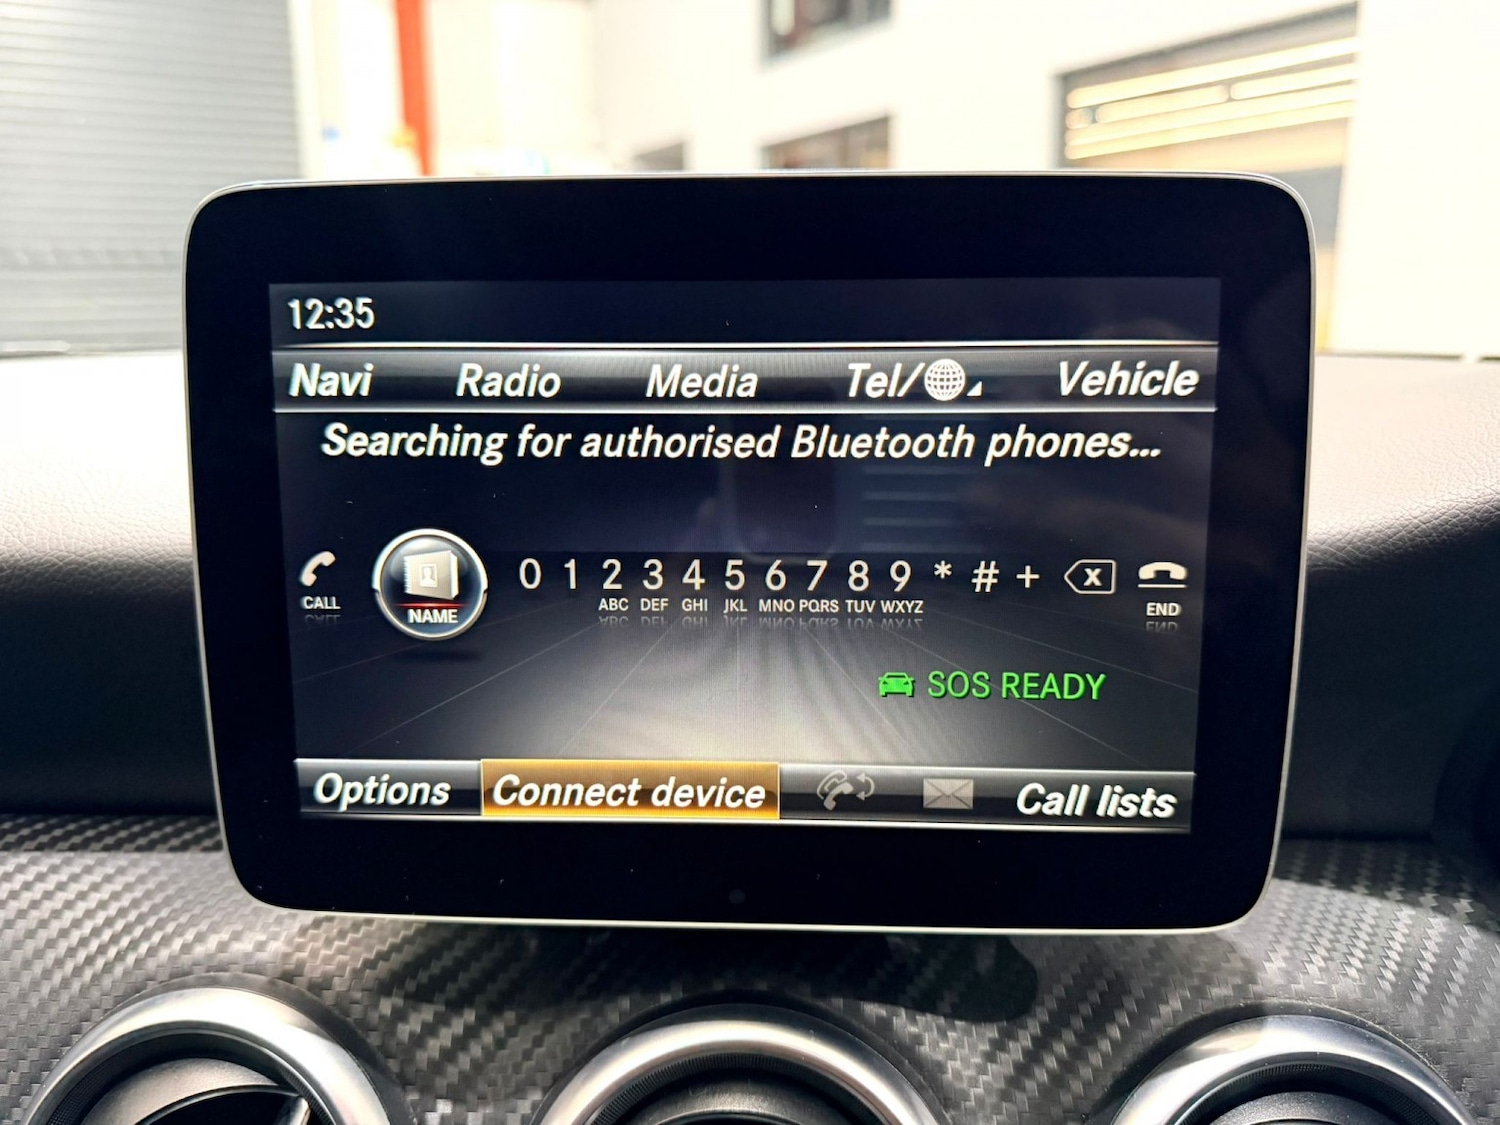 12:35
Navi Radio Media Tel/ Vehicle
Searching for authorised Bluetooth phones...
CALL NAME 0 1 2 3 4 5 6 7 8 9 * # + X END
ABC DEF GHI JKL MNO PQRS TUV WXYZ
SOS READY
Options Connect device Call lists